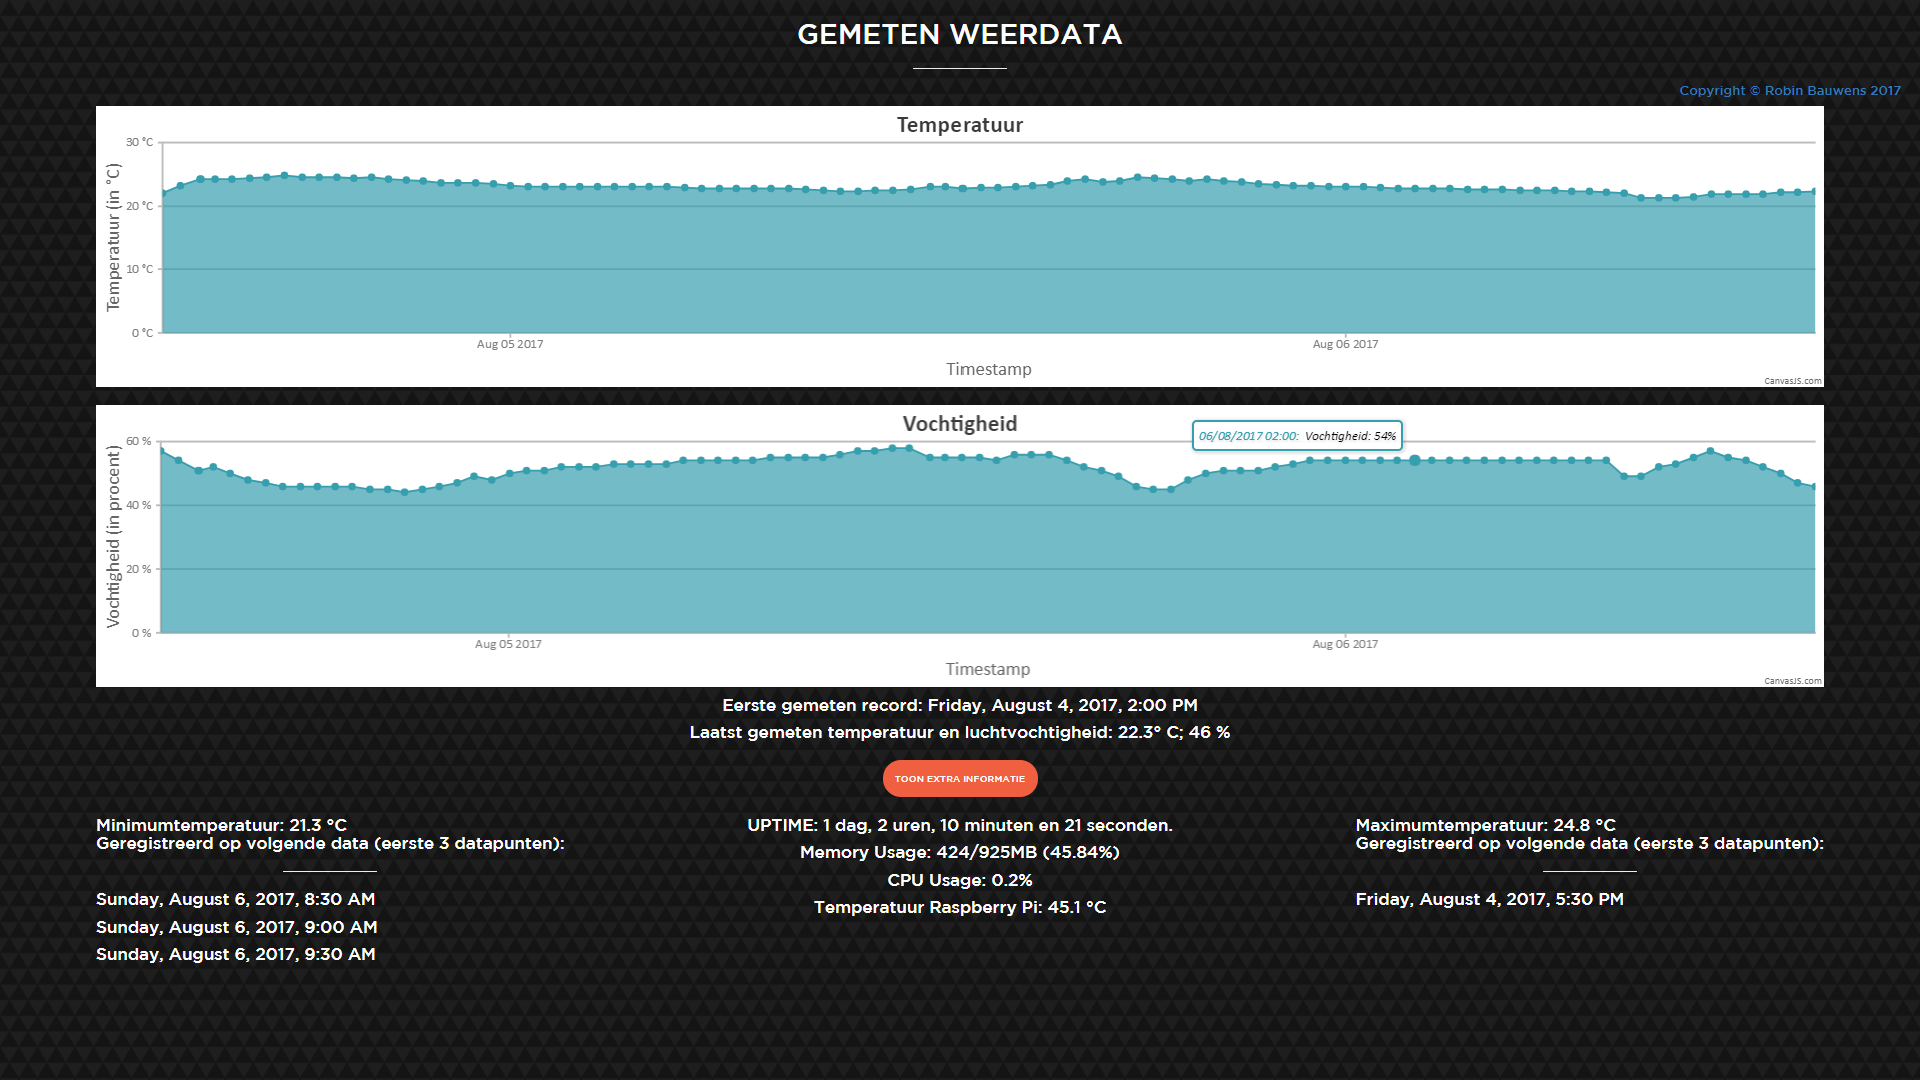 GEMETEN WEERDATA
Copyright © Robin Bauwens 2017
Temperatuur
Temperatuur (in °C)
30 °C
20 °C
10 °C
0 °C
Aug 05 2017
Aug 06 2017
Timestamp
CanvasJS.com
Vochtigheid
06/08/2017 02:00: Vochtigheid: 54%
Vochtigheid (in procent)
60 %
40 %
20 %
0 %
Aug 05 2017
Aug 06 2017
Timestamp
CanvasJS.com
Eerste gemeten record: Friday, August 4, 2017, 2:00 PM
Laatst gemeten temperatuur en luchtvochtigheid: 22.3° C; 46 %
TOON EXTRA INFORMATIE
Minimumtemperatuur: 21.3 °C
Geregistreerd op volgende data (eerste 3 datapunten):
Sunday, August 6, 2017, 8:30 AM
Sunday, August 6, 2017, 9:00 AM
Sunday, August 6, 2017, 9:30 AM
UPTIME: 1 dag, 2 uren, 10 minuten en 21 seconden.
Memory Usage: 424/925MB (45.84%)
CPU Usage: 0.2%
Temperatuur Raspberry Pi: 45.1 °C
Maximumtemperatuur: 24.8 °C
Geregistreerd op volgende data (eerste 3 datapunten):
Friday, August 4, 2017, 5:30 PM